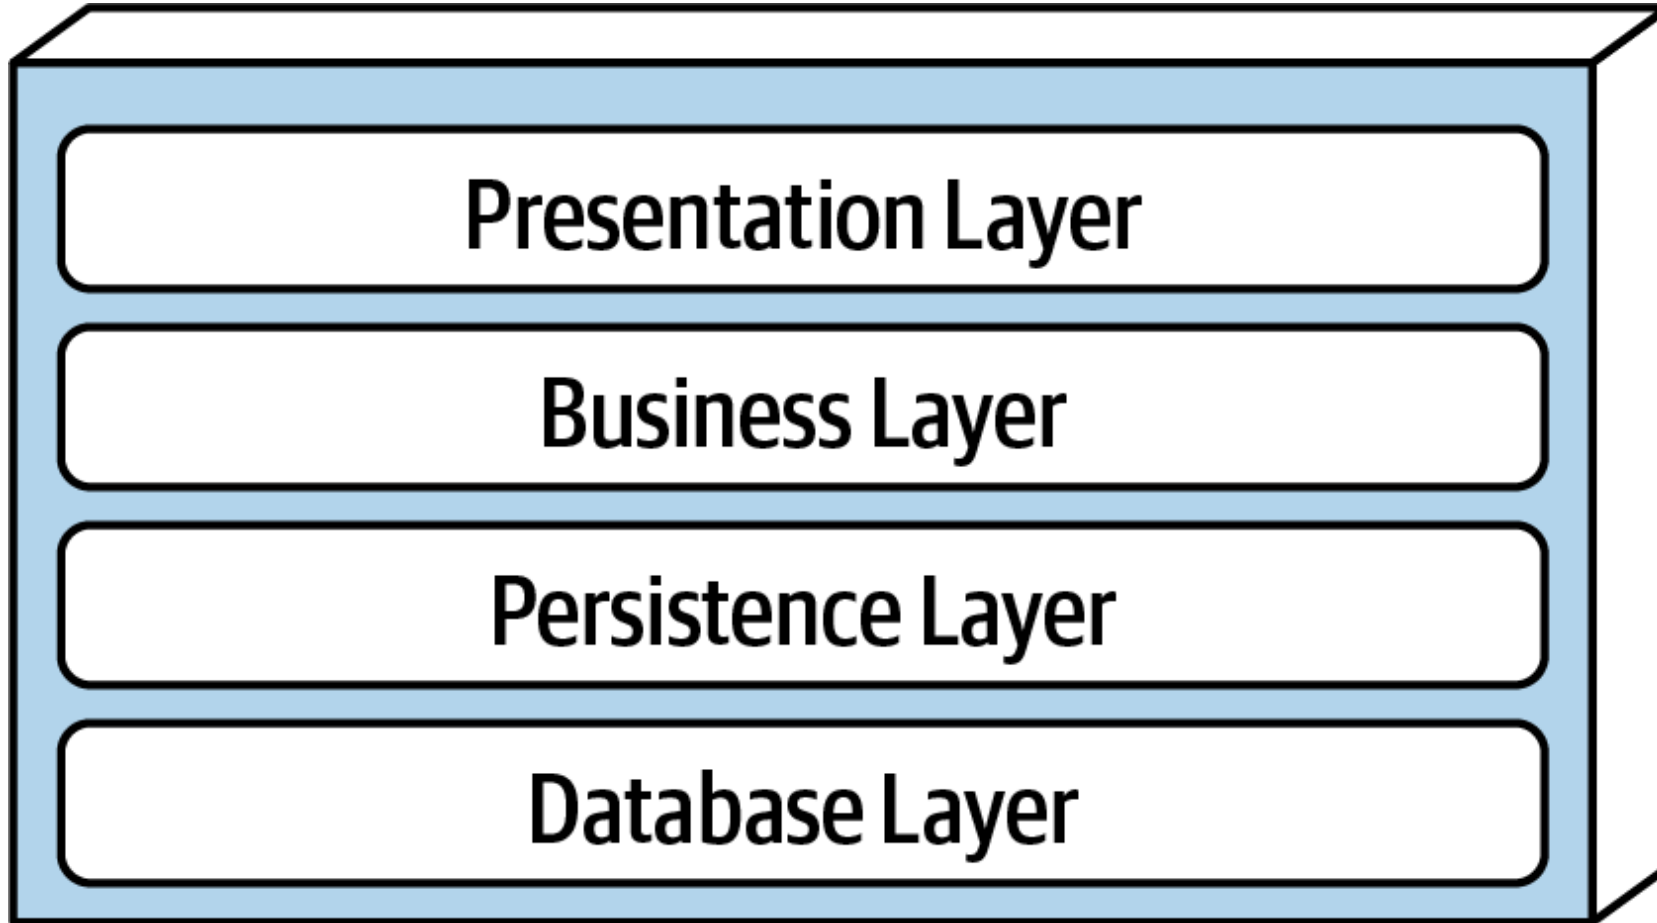 Presentation Layer
Business Layer
Persistence Layer
Database Layer